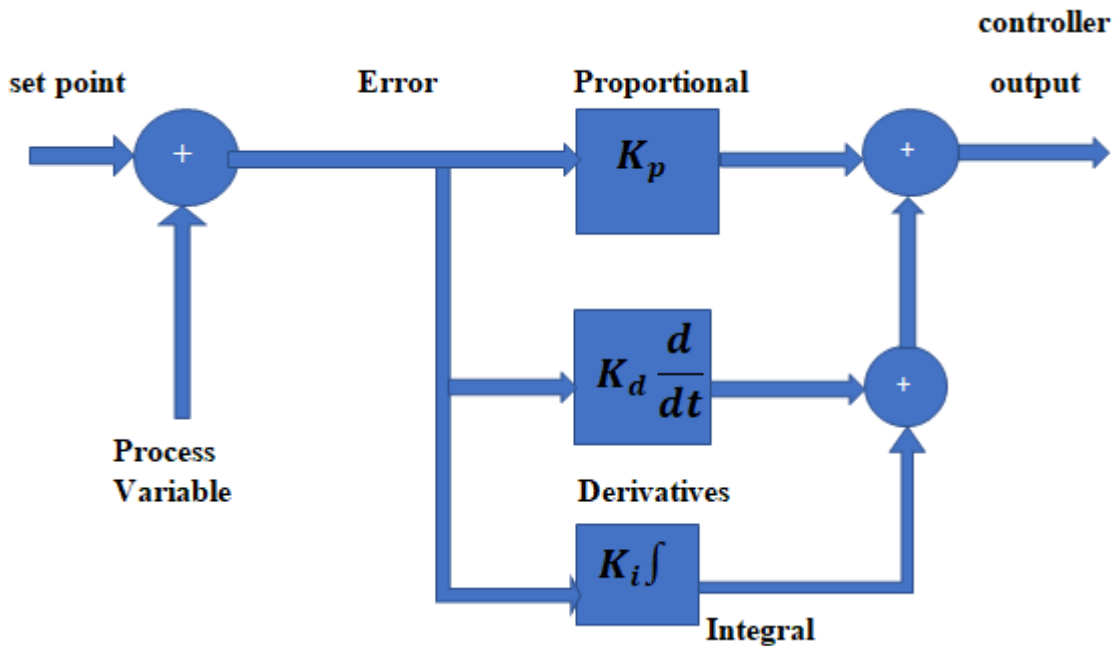 controller
output
set point
Error
Proportional
+
K_p
+
K_d d/dt
+
Process
Variable
Derivatives
K_i ∫
Integral